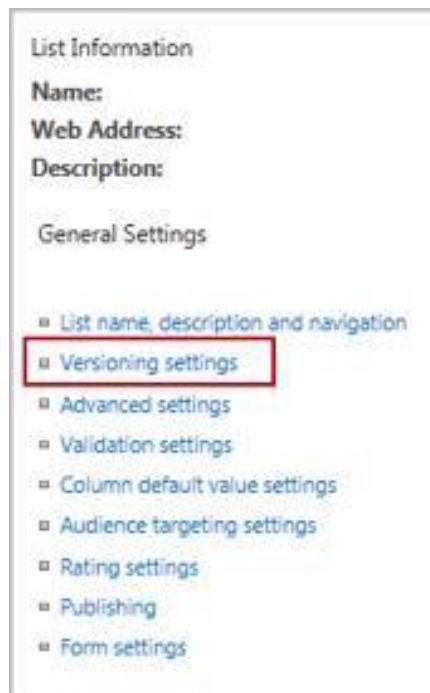 List Information
Name:
Web Address:
Description:
General Settings
List name, description and navigation
Versioning settings
Advanced settings
Validation settings
Column default value settings
Audience targeting settings
Rating settings
Publishing
Form settings